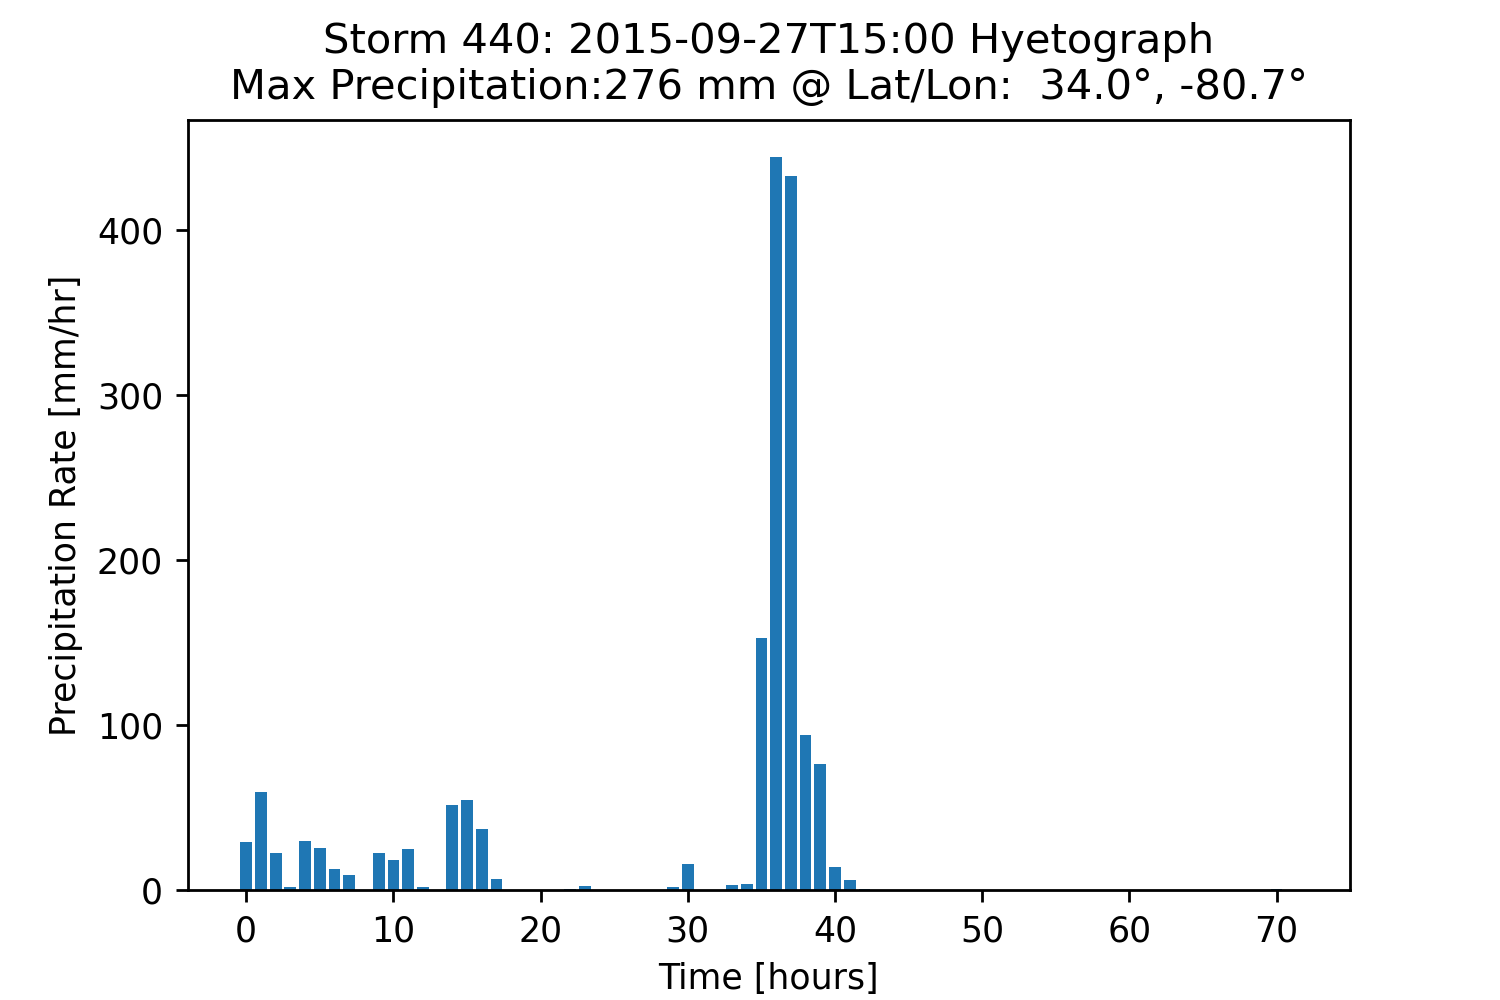 Storm 440: 2015-09-27T15:00 Hyetograph
Max Precipitation:276 mm @ Lat/Lon:  34.0°, -80.7°
Precipitation Rate [mm/hr]
400
300
200
100
0
0 10 20 30 40 50 60 70
Time [hours]